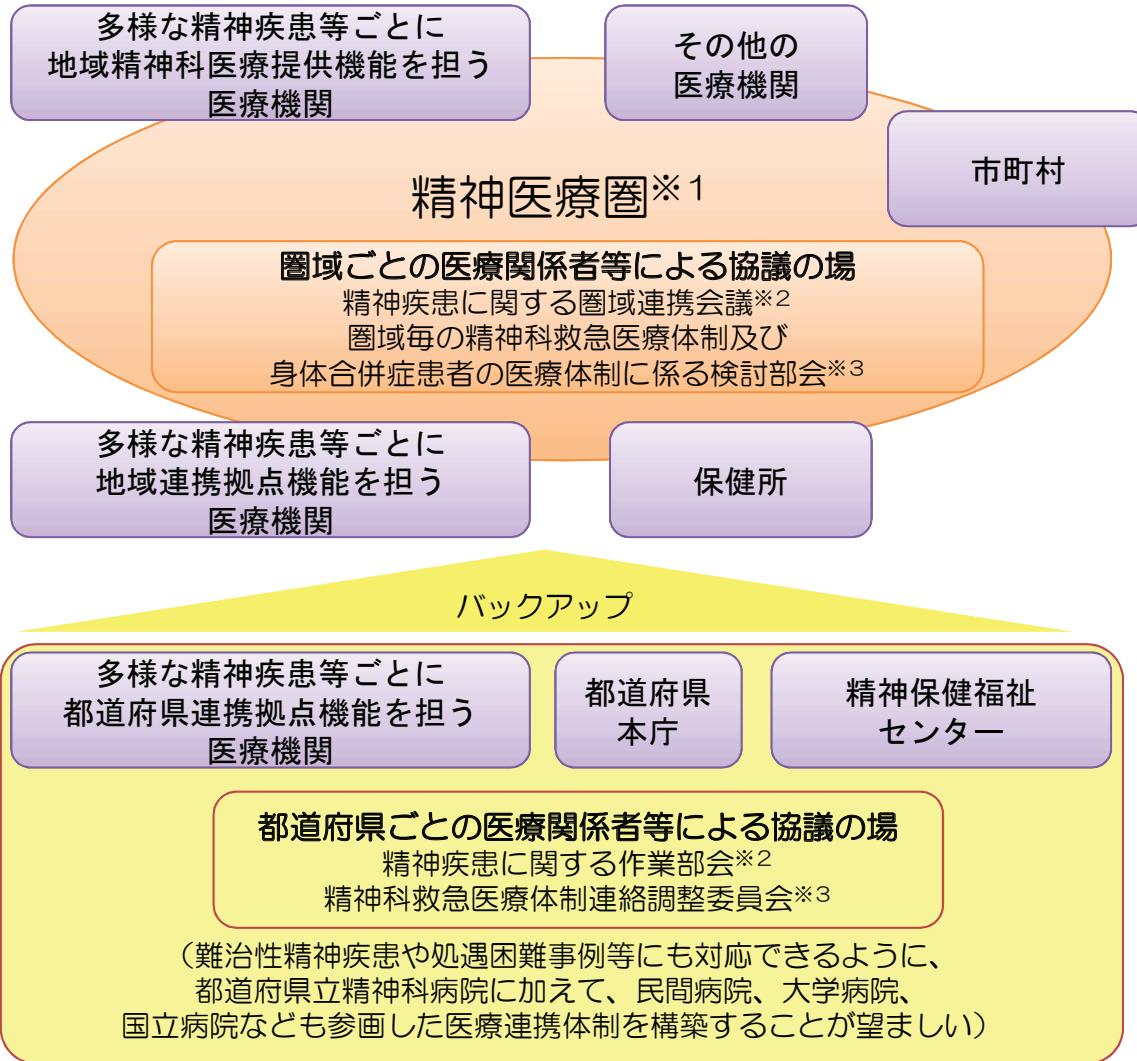 多様な精神疾患等ごとに
地域精神科医療提供機能を担う
医療機関
その他の
医療機関
市町村
精神医療圏※1
圏域ごとの医療関係者等による協議の場
精神疾患に関する圏域連携会議※2
圏域毎の精神科救急医療体制及び
身体合併症患者の医療体制に係る検討部会※3
多様な精神疾患等ごとに
地域連携拠点機能を担う
医療機関
保健所
バックアップ
多様な精神疾患等ごとに
都道府県連携拠点機能を担う
医療機関
都道府県
本庁
精神保健福祉
センター
都道府県ごとの医療関係者等による協議の場
精神疾患に関する作業部会※2
精神科救急医療体制連絡調整委員会※3
（難治性精神疾患や処遇困難事例等にも対応できるように、
都道府県立精神科病院に加えて、民間病院、大学病院、
国立病院なども参画した医療連携体制を構築することが望ましい）